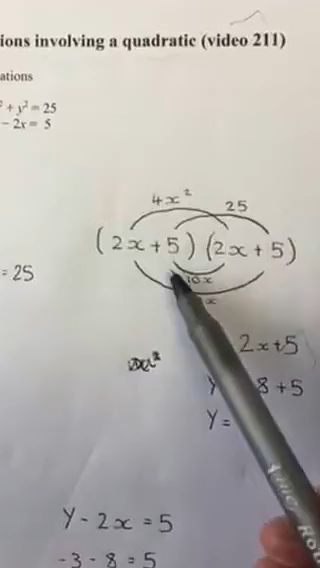 ions involving a quadratic (video 211)
ations
² + y² = 25
- 2x = 5
4x² 25
(2x+5)(2x+5)
= 25
10x
x
2x+5
Y 8+5
Y =
Y - 2x = 5
-3 - 8 = 5